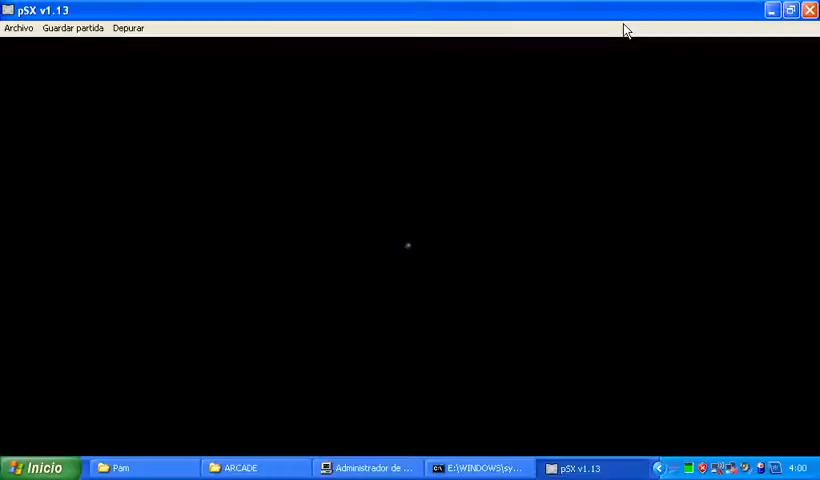 pSX v1.13
Archivo Guardar partida Depurar
Inicio Pam ARCADE Administrador de ... E:\WINDOWS\sy... pSX v1.13 4:00